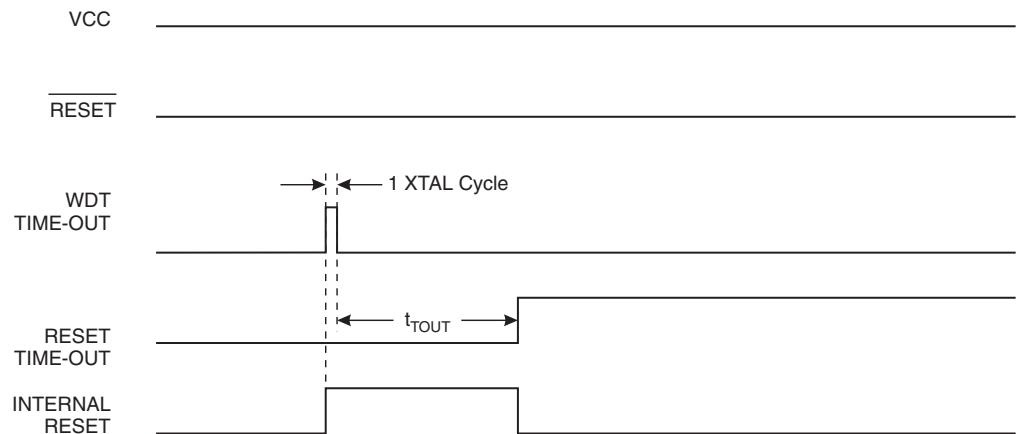 VCC
RESET
1 XTAL Cycle
WDT
TIME-OUT
tTOUT
RESET
TIME-OUT
INTERNAL
RESET